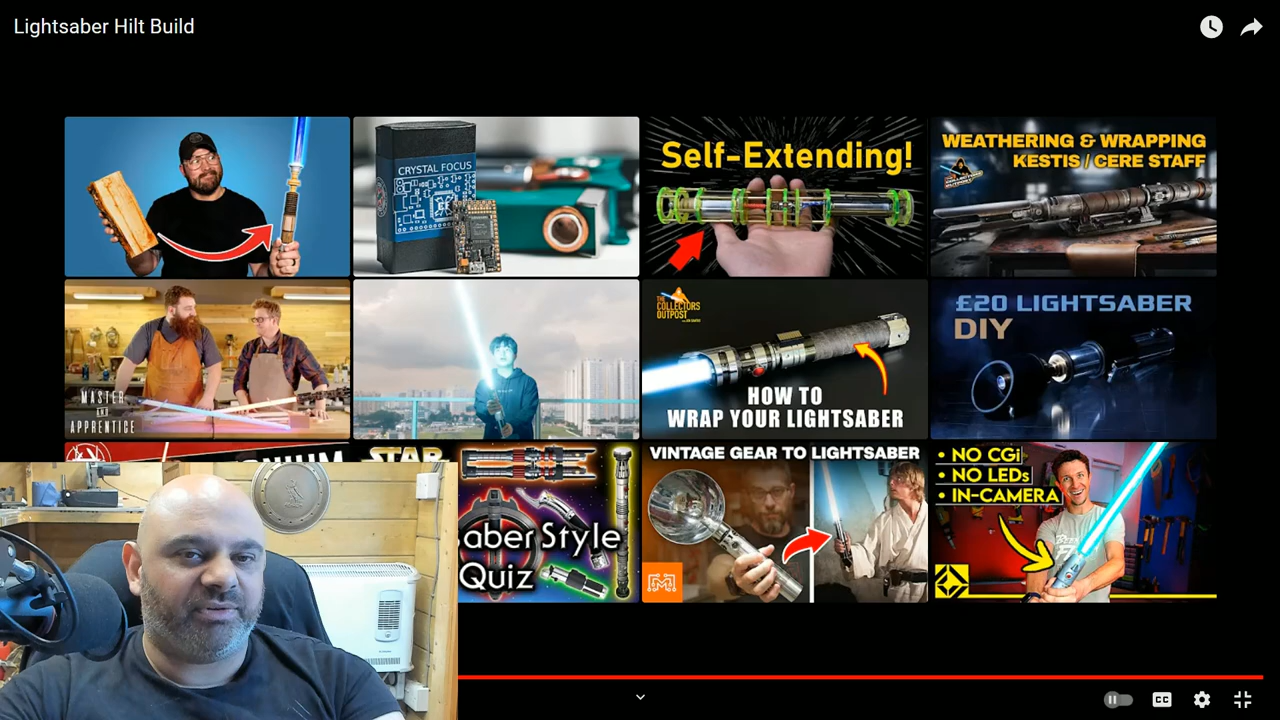 Lightsaber Hilt Build
CRYSTAL FOCUS
Self-Extending!
WEATHERING & WRAPPING
KESTIS / CERE STAFF
MASTER
AND
APPRENTICE
THE
COLLECTORS
OUTPOST
HOW TO
WRAP YOUR LIGHTSABER
£20 LIGHTSABER
DIY
STAR
aber Style
Quiz
VINTAGE GEAR TO LIGHTSABER
• NO CGi
• NO LEDs
• IN-CAMERA
CC